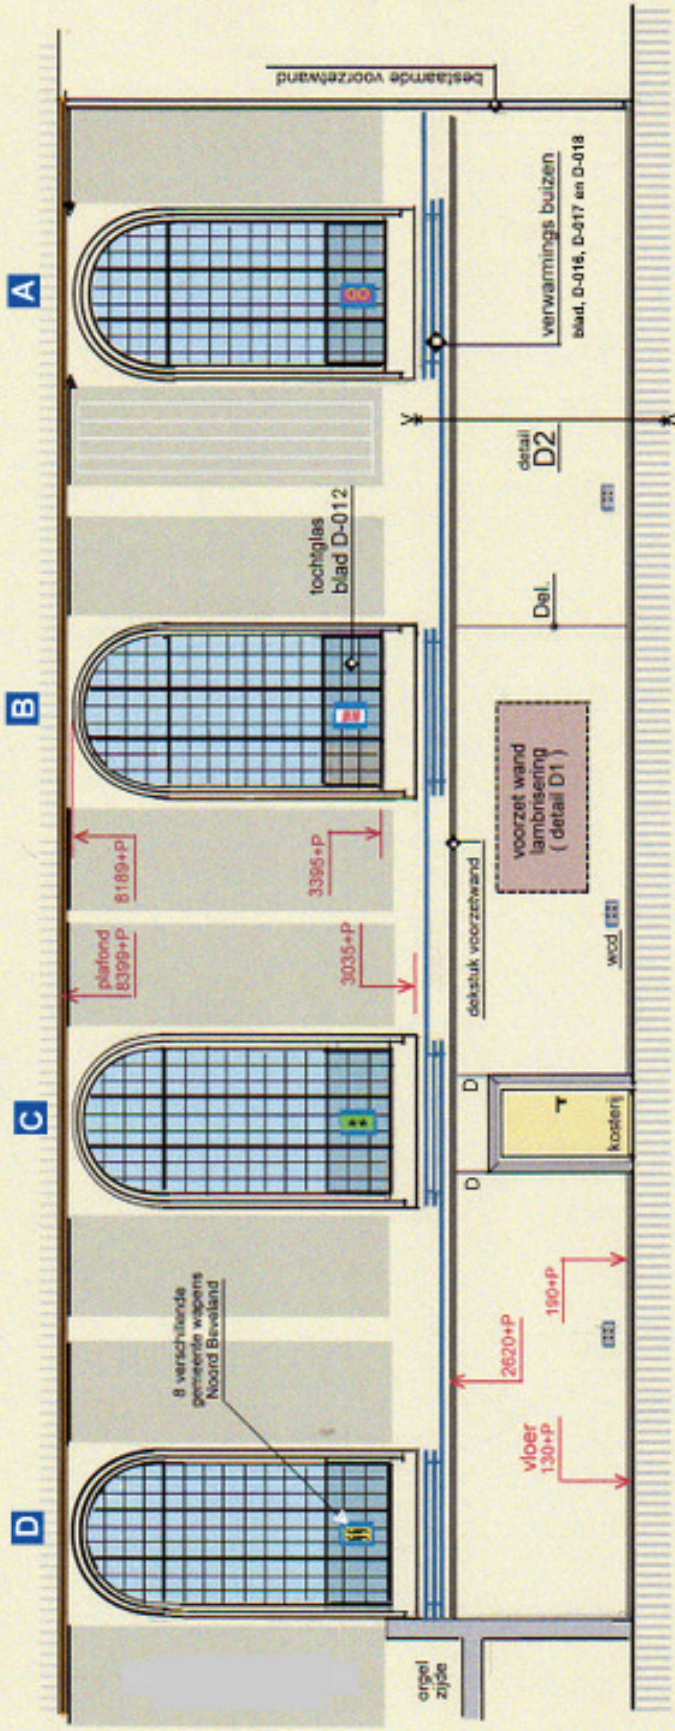 D
C
B
A
8 verschillende
gemeente wapens
Noord Beveland
plafond
8399+P
8189+P
3035+P
3395+P
tochtglas
blad D-012
bestaamde voorzetwand
orgel
zijde
vloer
130+P
2620+P
190+P
D
D
kosterij
dekstuk voorzetwand
wcd
voorzet wand
lambrisering
( detail D1 )
Del.
detail
D2
V
verwarmings buizen
blad, D-016, D-017 en D-018